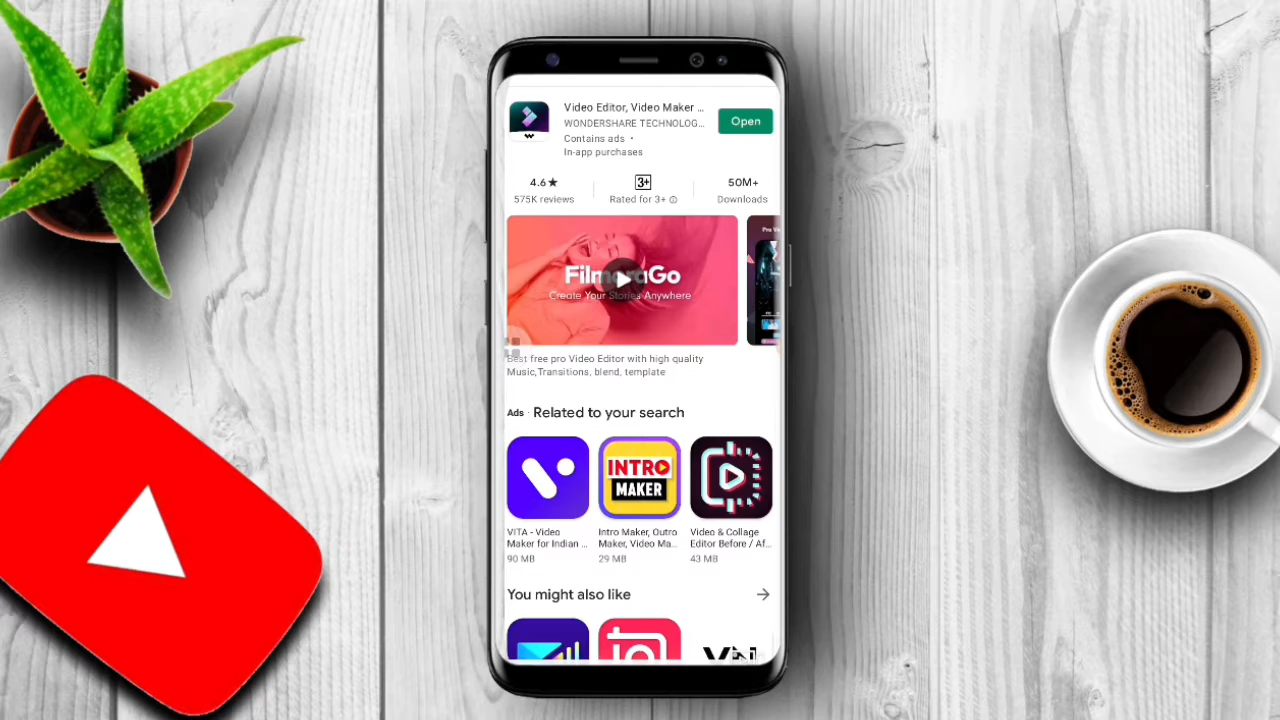 Video Editor, Video Maker ...
WONDERSHARE TECHNOLOG...
Contains ads •
In-app purchases
Open
4.6★
575K reviews
3+
Rated for 3+
50M+
Downloads
Pro V
FilmoraGo
Create Your Stories Anywhere
Best free pro Video Editor with high quality
Music,Transitions, blend, template
Ads · Related to your search
INTRO
MAKER
VITA - Video
Maker for Indian ...
90 MB
Intro Maker, Outro
Maker, Video Ma...
29 MB
Video & Collage
Editor Before / Af...
43 MB
You might also like
VN